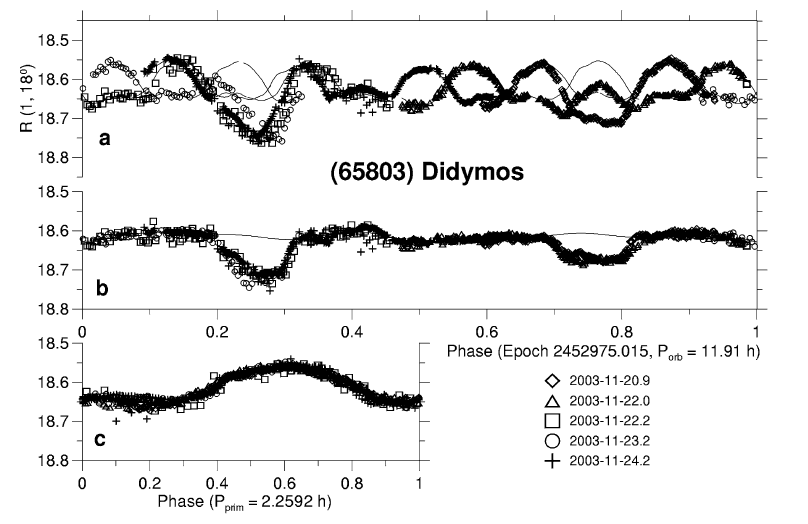 18.5
18.6
18.7
18.8
R (1, 18º)
a
(65803) Didymos
18.5
18.6
18.7
18.8
b
0 0.2 0.4 0.6 0.8 1
Phase (Epoch 2452975.015, Porb = 11.91 h)
18.5
18.6
18.7
18.8
c
0 0.2 0.4 0.6 0.8 1
Phase (Pprim = 2.2592 h)
2003-11-20.9
2003-11-22.0
2003-11-22.2
2003-11-23.2
2003-11-24.2